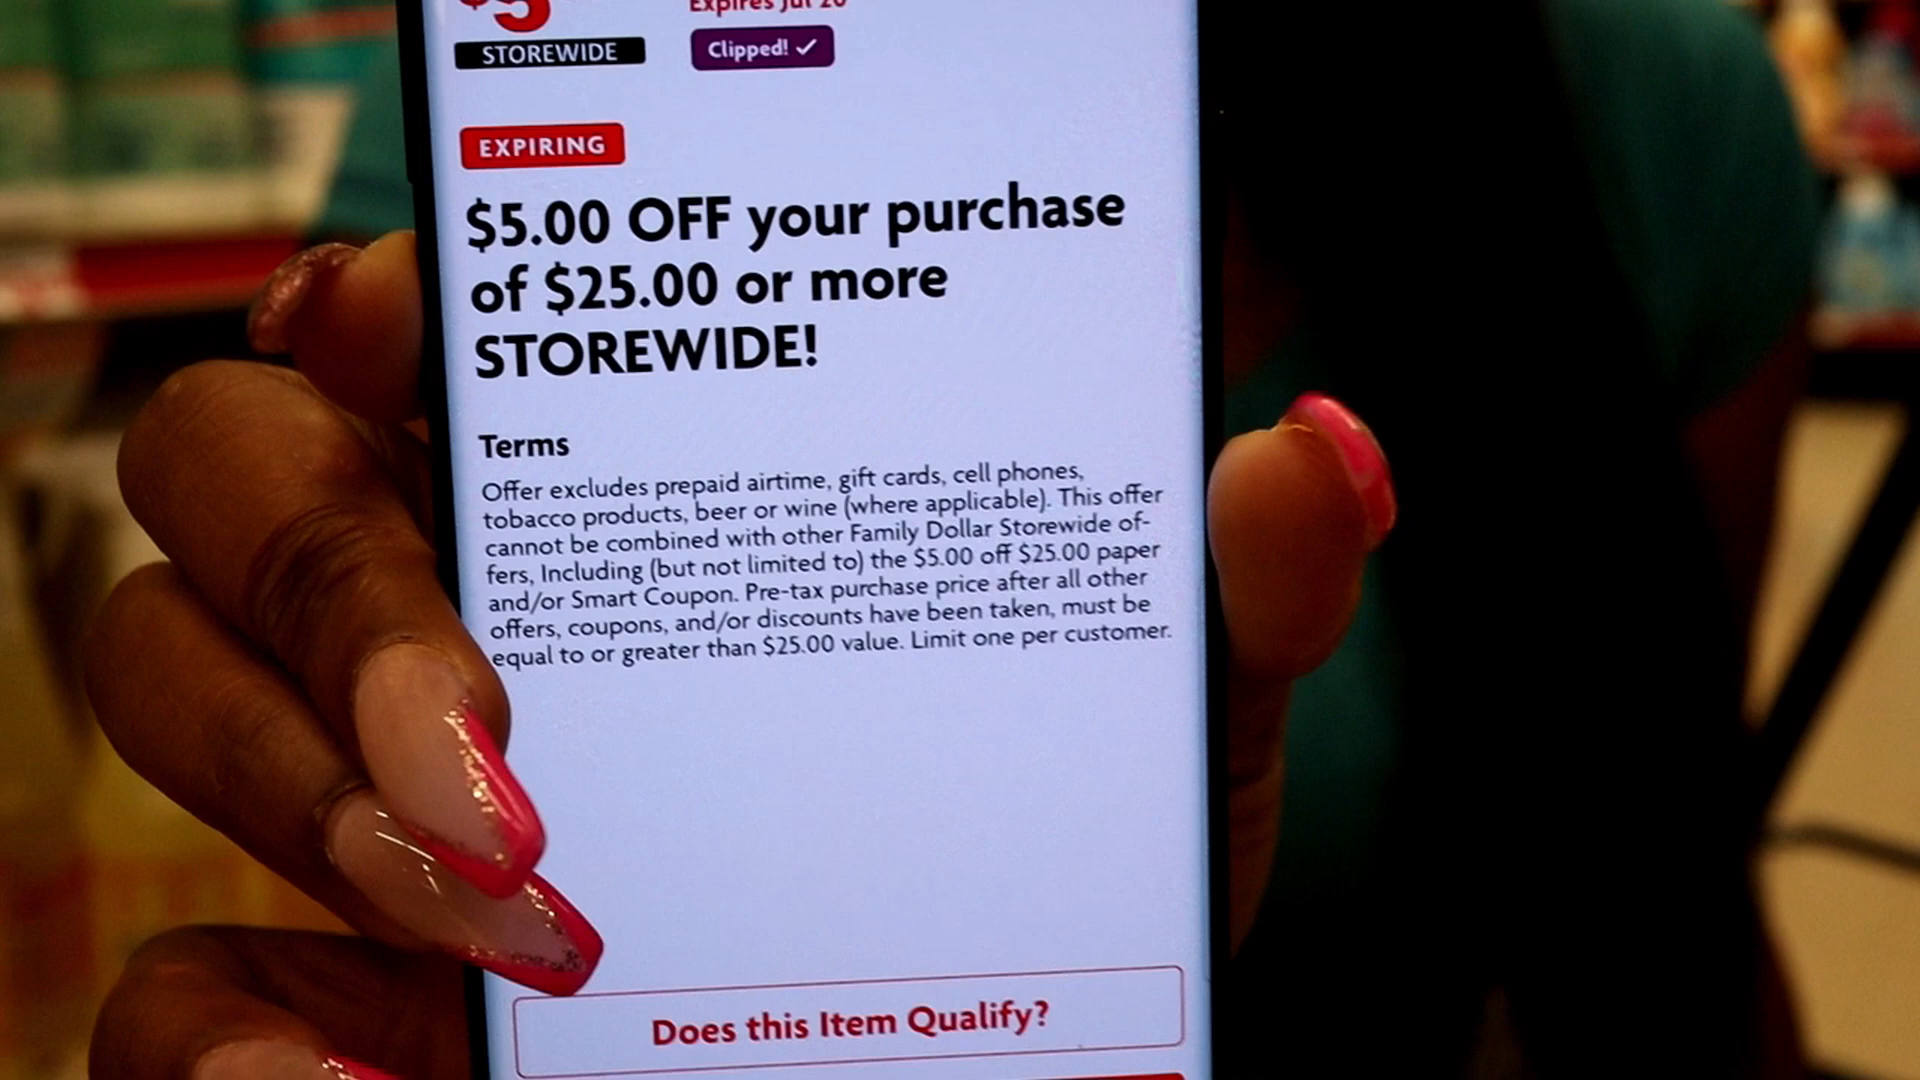 $5
Expires Jul 20
STOREWIDE
Clipped!
EXPIRING
$5.00 OFF your purchase
of $25.00 or more
STOREWIDE!
Terms
Offer excludes prepaid airtime, gift cards, cell phones,
tobacco products, beer or wine (where applicable). This offer
cannot be combined with other Family Dollar Storewide of-
fers, Including (but not limited to) the $5.00 off $25.00 paper
and/or Smart Coupon. Pre-tax purchase price after all other
offers, coupons, and/or discounts have been taken, must be
equal to or greater than $25.00 value. Limit one per customer.
Does this Item Qualify?